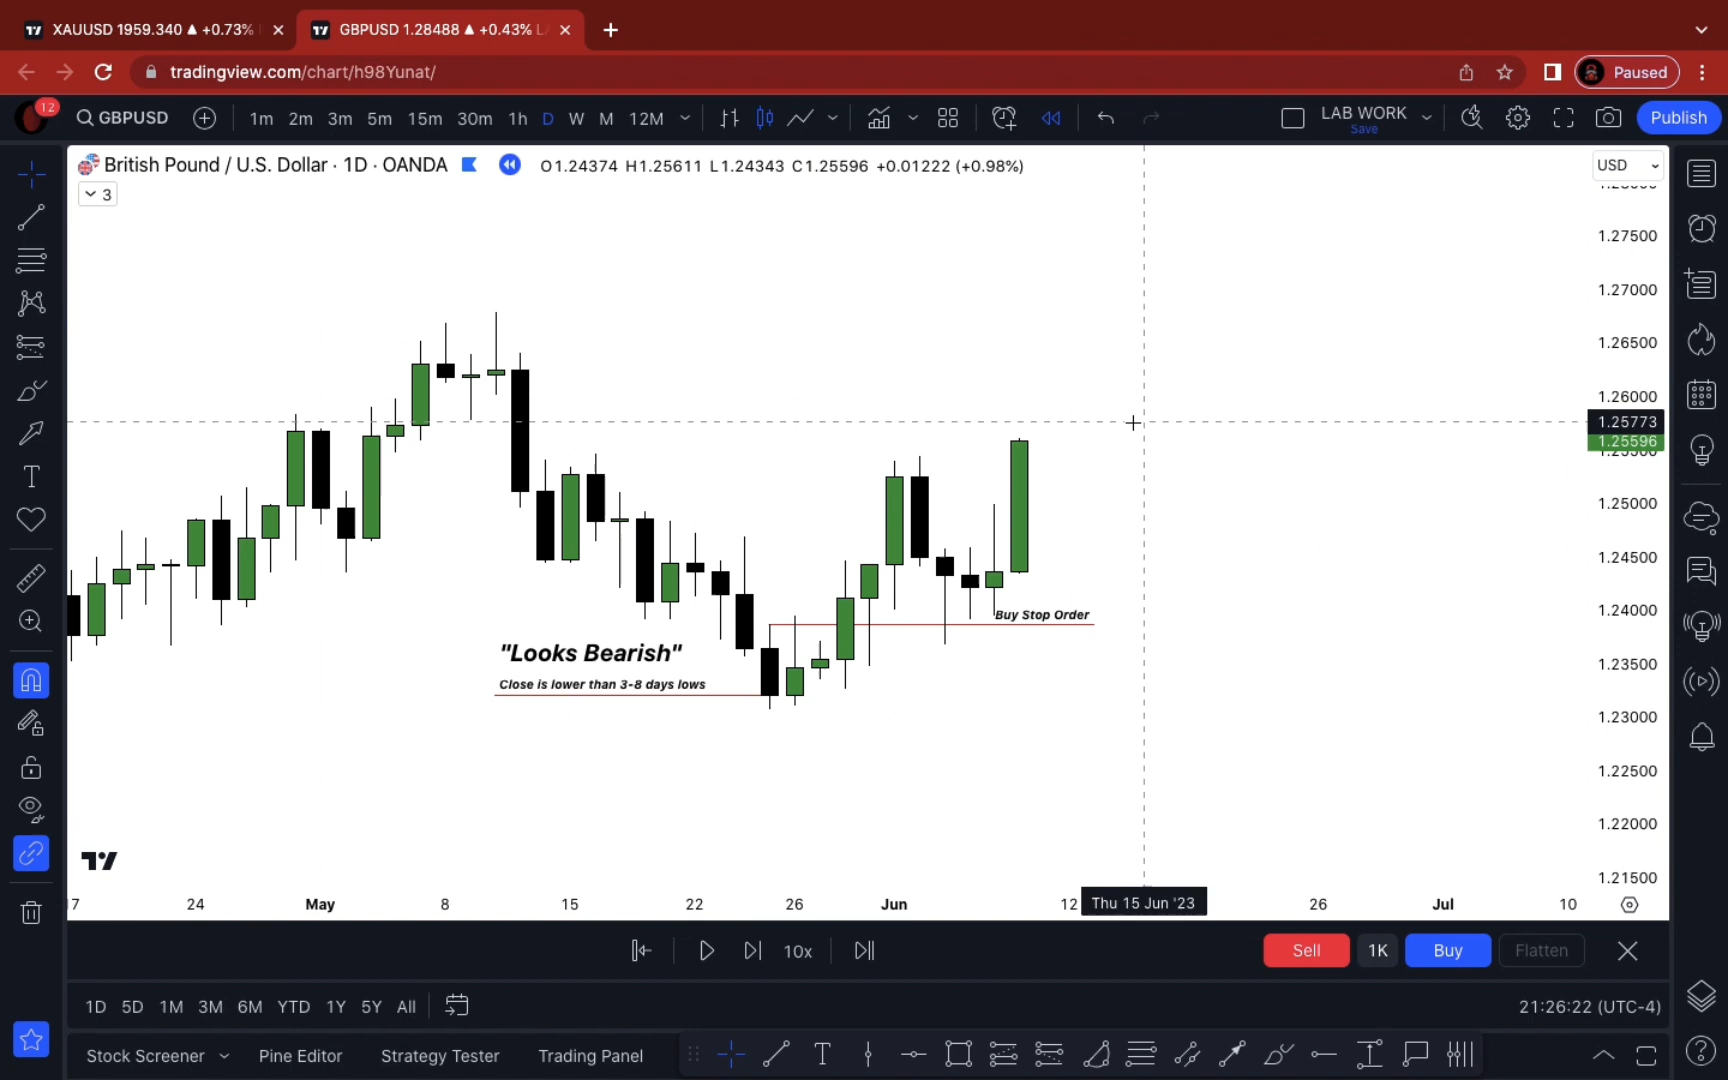 XAUUSD 1959.340 ▲ +0.73%
GBPUSD 1.28488 ▲ +0.43% LA
tradingview.com/chart/h98Yunat/
Paused
12
GBPUSD
1m 2m 3m 5m 15m 30m 1h D W M 12M
LAB WORK
Save
Publish
British Pound / U.S. Dollar · 1D · OANDA
O1.24374 H1.25611 L1.24343 C1.25596 +0.01222 (+0.98%)
USD
3
1.27500
1.27000
1.26500
1.26000
1.25773
1.25596
1.25000
1.24500
1.24000
1.23500
1.23000
1.22500
1.22000
1.21500
Buy Stop Order
"Looks Bearish"
Close is lower than 3-8 days lows
17 24 May 8 15 22 26 Jun 12 Thu 15 Jun '23 26 Jul 10
10x
Sell 1K Buy Flatten
1D 5D 1M 3M 6M YTD 1Y 5Y All
21:26:22 (UTC-4)
Stock Screener Pine Editor Strategy Tester Trading Panel